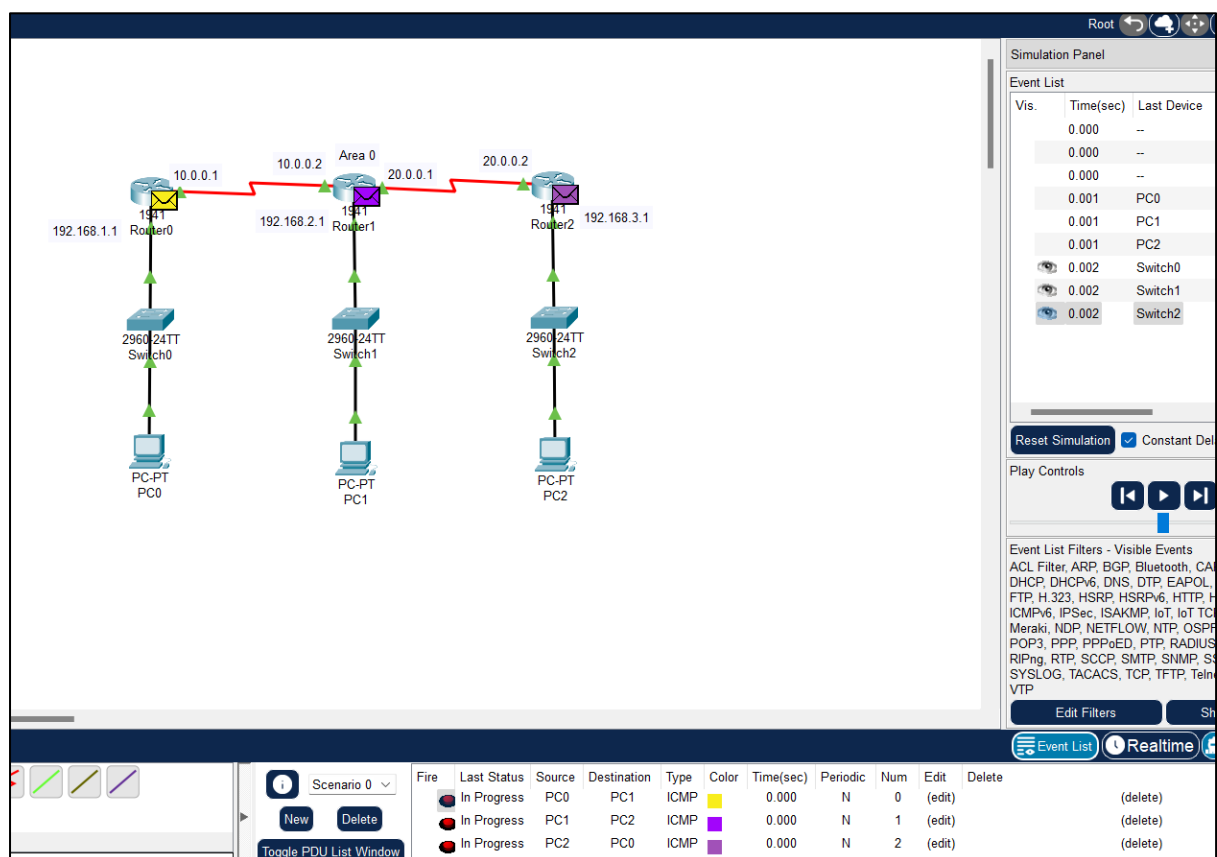 Root
Simulation Panel
Event List
Vis. Time(sec) Last Device
0.000 --
0.000 --
0.000 --
0.001 PC0
0.001 PC1
0.001 PC2
0.002 Switch0
0.002 Switch1
0.002 Switch2
Reset Simulation Constant Del
Play Controls
Event List Filters - Visible Events
ACL Filter, ARP, BGP, Bluetooth, CA
DHCP, DHCPv6, DNS, DTP, EAPOL,
FTP, H.323, HSRP, HSRPv6, HTTP, H
ICMPv6, IPSec, ISAKMP, IoT, IoT TC
Meraki, NDP, NETFLOW, NTP, OSPF
POP3, PPP, PPPoED, PTP, RADIUS
RIPng, RTP, SCCP, SMTP, SNMP, SS
SYSLOG, TACACS, TCP, TFTP, Telne
VTP
Edit Filters Sh
Event List Realtime
Area 0
10.0.0.1 10.0.0.2 20.0.0.1 20.0.0.2
1941 1941 1941
Router0 Router1 Router2
192.168.1.1 192.168.2.1 192.168.3.1
2960-24TT 2960-24TT 2960-24TT
Switch0 Switch1 Switch2
PC-PT PC-PT PC-PT
PC0 PC1 PC2
Scenario 0
New Delete
Toggle PDU List Window
Fire Last Status Source Destination Type Color Time(sec) Periodic Num Edit Delete
In Progress PC0 PC1 ICMP 0.000 N 0 (edit) (delete)
In Progress PC1 PC2 ICMP 0.000 N 1 (edit) (delete)
In Progress PC2 PC0 ICMP 0.000 N 2 (edit) (delete)